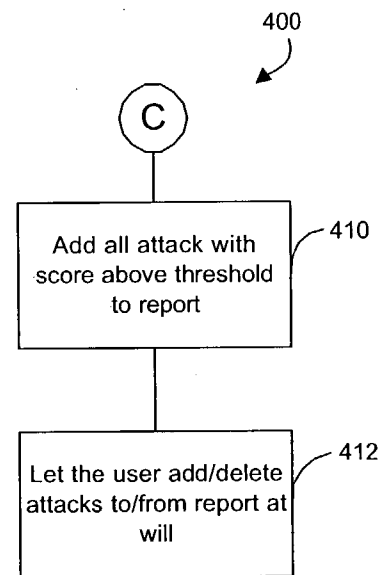 400
C
Add all attack with
score above threshold
to report
410
Let the user add/delete
attacks to/from report at
will
412